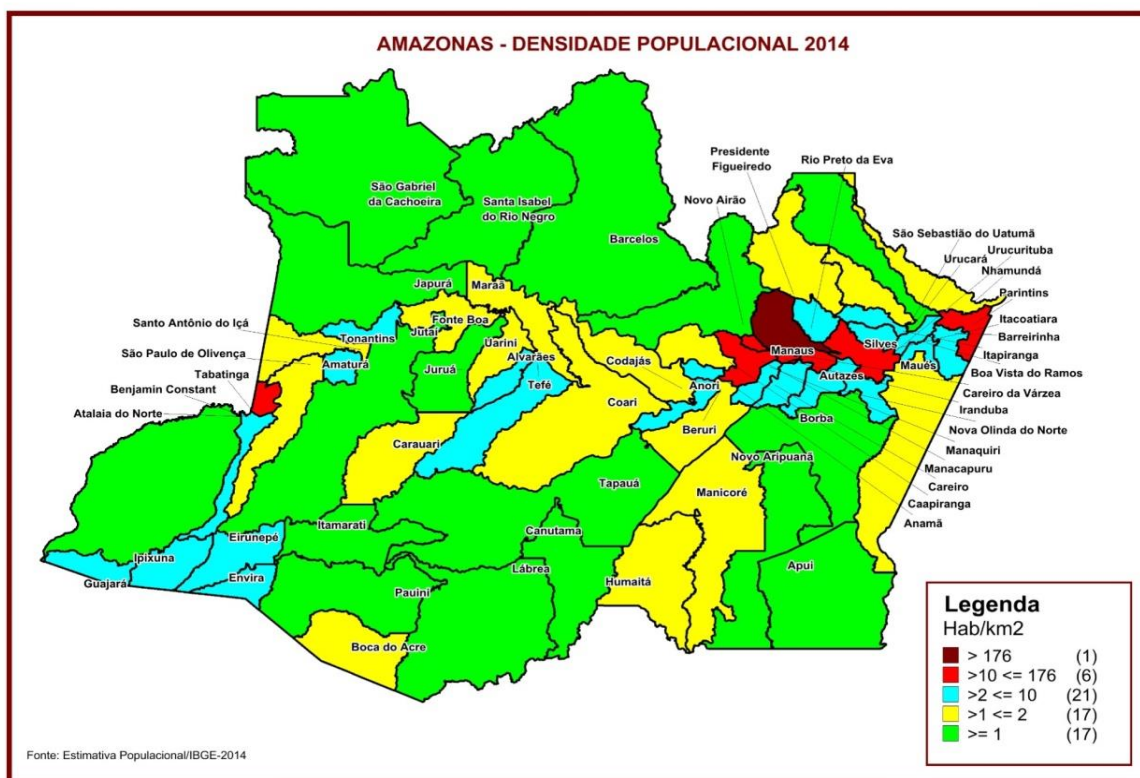 AMAZONAS - DENSIDADE POPULACIONAL 2014
Presidente
Figueiredo
Rio Preto da Eva
Novo Airão
São Gabriel
da Cachoeira
Santa Isabel
do Rio Negro
Barcelos
São Sebastião do Uatumã
Urucurituba
Urucará
Nhamundá
Parintins
Japurá
Maraã
Santo Antônio do Içá
Tonantins
Jutaí
Fonte Boa
Uarini
Itacoatiara
São Paulo de Olivença
Amaturá
Juruá
Alvarães
Codajás
Manaus
Silves
Barreirinha
Tabatinga
Tefé
Anori
Autazes
Maués
Itapiranga
Benjamin Constant
Coari
Boa Vista do Ramos
Atalaia do Norte
Borba
Careiro da Várzea
Carauari
Beruri
Iranduba
Nova Olinda do Norte
Novo Aripuanã
Manaquiri
Tapauá
Manicoré
Manacapuru
Careiro
Itamarati
Canutama
Caapiranga
Anamã
Eirunepé
Ipixuna
Guajará
Envira
Lábrea
Humaitá
Apui
Pauini
Boca do Acre
Legenda
Hab/km2
> 176 (1)
>10 <= 176 (6)
>2 <= 10 (21)
>1 <= 2 (17)
>= 1 (17)
Fonte: Estimativa Populacional/IBGE-2014